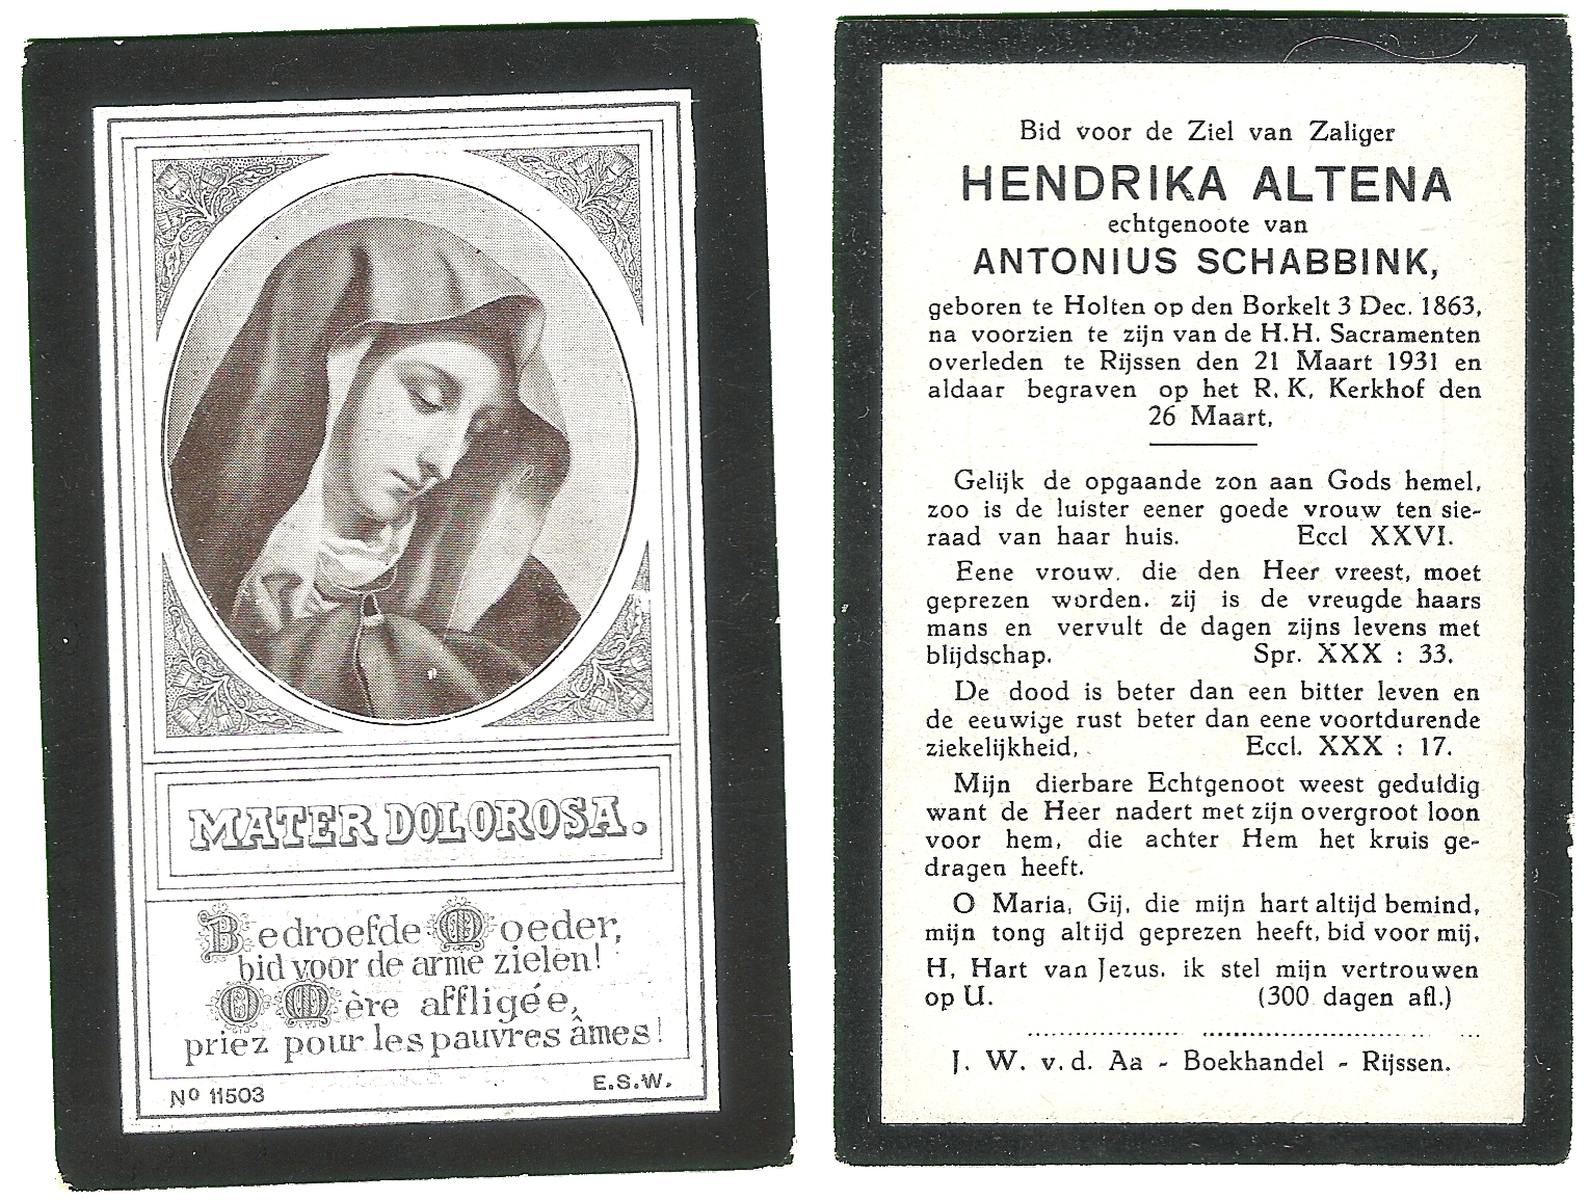 MATER DOLOROSA.
Bedroefde Moeder,
bid voor de arme zielen!
O Mère affligée,
priez pour les pauvres âmes!
Nº 11503
E.S.W.
Bid voor de Ziel van Zaliger
HENDRIKA ALTENA
echtgenoote van
ANTONIUS SCHABBINK,
geboren te Holten op den Borkelt 3 Dec. 1863,
na voorzien te zijn van de H.H. Sacramenten
overleden te Rijssen den 21 Maart 1931 en
aldaar begraven op het R. K. Kerkhof den
26 Maart,
Gelijk de opgaande zon aan Gods hemel,
zoo is de luister eener goede vrouw ten sie-
raad van haar huis. Eccl XXVI.
Eene vrouw. die den Heer vreest, moet
geprezen worden. zij is de vreugde haars
mans en vervult de dagen zijns levens met
blijdschap. Spr. XXX : 33.
De dood is beter dan een bitter leven en
de eeuwige rust beter dan eene voortdurende
ziekelijkheid, Eccl. XXX : 17.
Mijn dierbare Echtgenoot weest geduldig
want de Heer nadert met zijn overgroot loon
voor hem, die achter Hem het kruis ge-
dragen heeft.
O Maria, Gij, die mijn hart altijd bemind,
mijn tong altijd geprezen heeft, bid voor mij,
H, Hart van Jezus. ik stel mijn vertrouwen
op U. (300 dagen afl.)
J. W. v. d. Aa - Boekhandel - Rijssen.